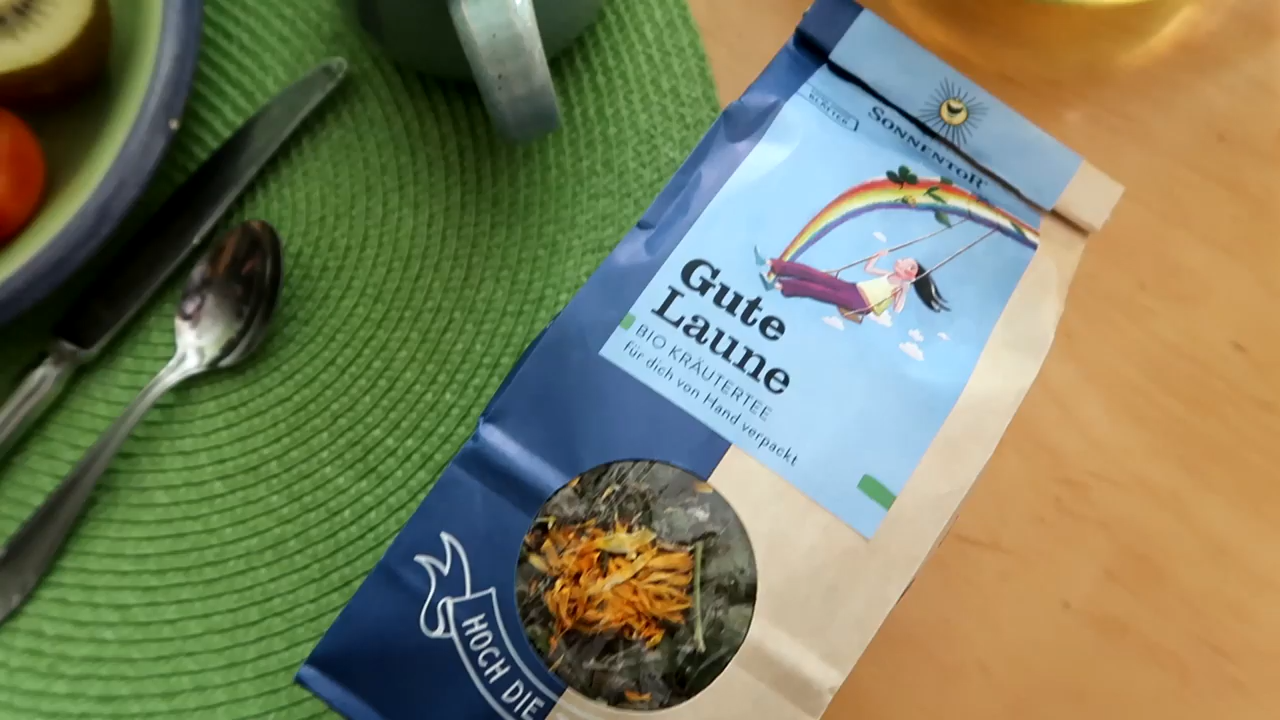 SONNENTOR
Gute
Laune
BIO KRÄUTERTEE
für dich von Hand verpackt
HOCH DIE